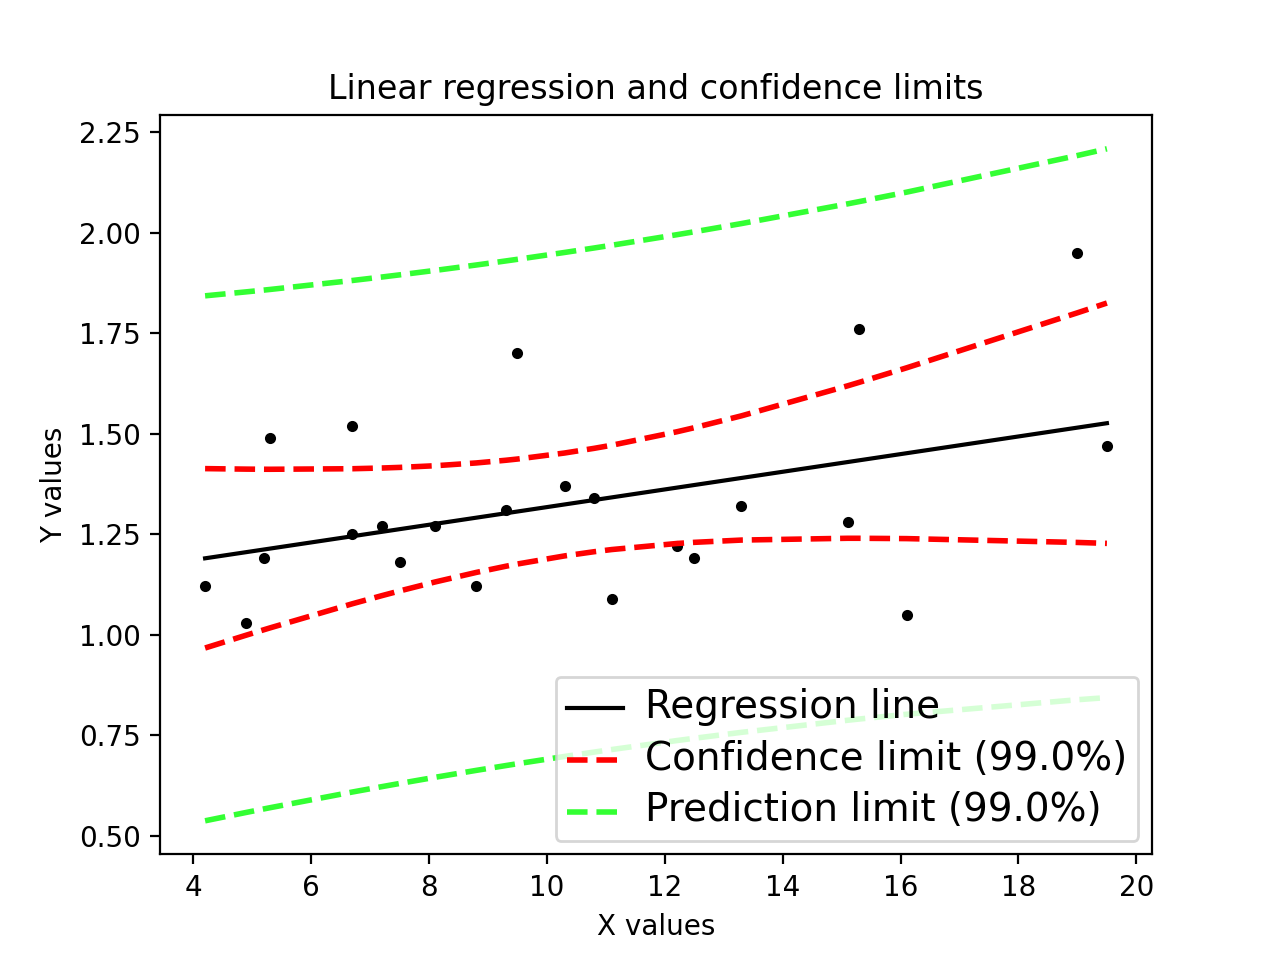 Linear regression and confidence limits
2.25
2.00
1.75
1.50
1.25
1.00
0.75
0.50
Y values
Regression line
Confidence limit (99.0%)
Prediction limit (99.0%)
4 6 8 10 12 14 16 18 20
X values